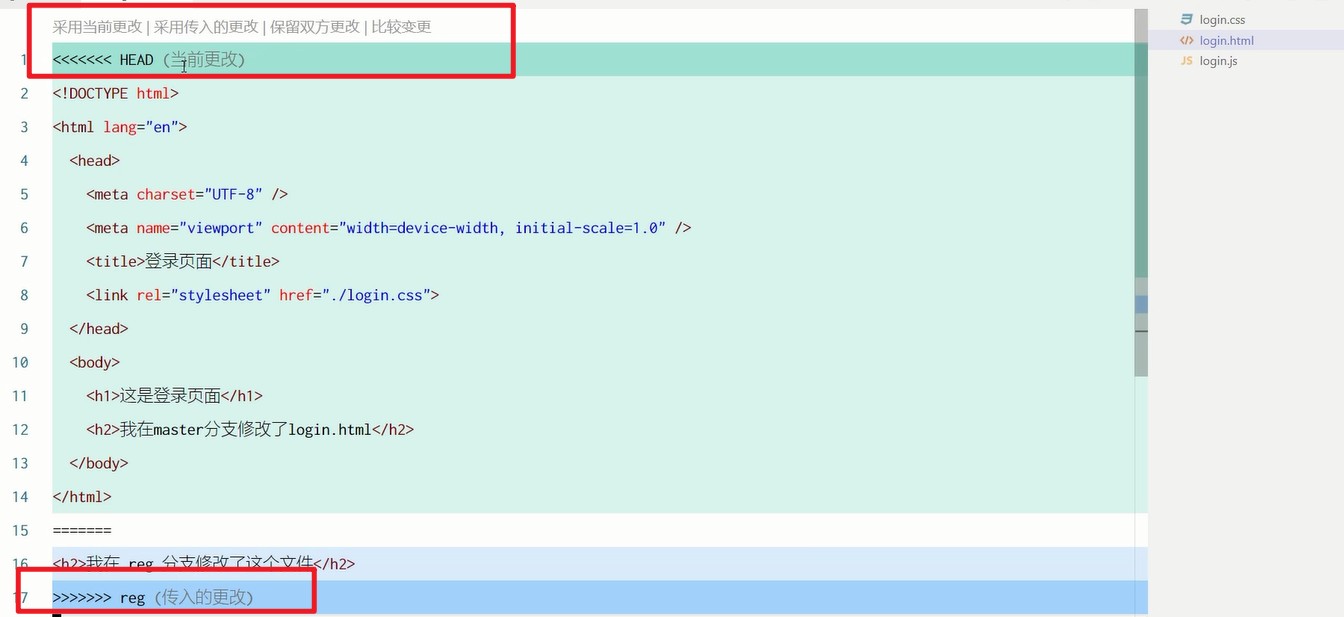 采用当前更改 | 采用传入的更改 | 保留双方更改 | 比较变更
1 <<<<<<< HEAD (当前更改)
2 <!DOCTYPE html>
3 <html lang="en">
4 <head>
5 <meta charset="UTF-8" />
6 <meta name="viewport" content="width=device-width, initial-scale=1.0" />
7 <title>登录页面</title>
8 <link rel="stylesheet" href="./login.css">
9 </head>
10 <body>
11 <h1>这是登录页面</h1>
12 <h2>我在master分支修改了login.html</h2>
13 </body>
14 </html>
15 =======
16 <h2>我在 reg 分支修改了这个文件</h2>
17 >>>>>>> reg (传入的更改)
login.css
login.html
JS login.js